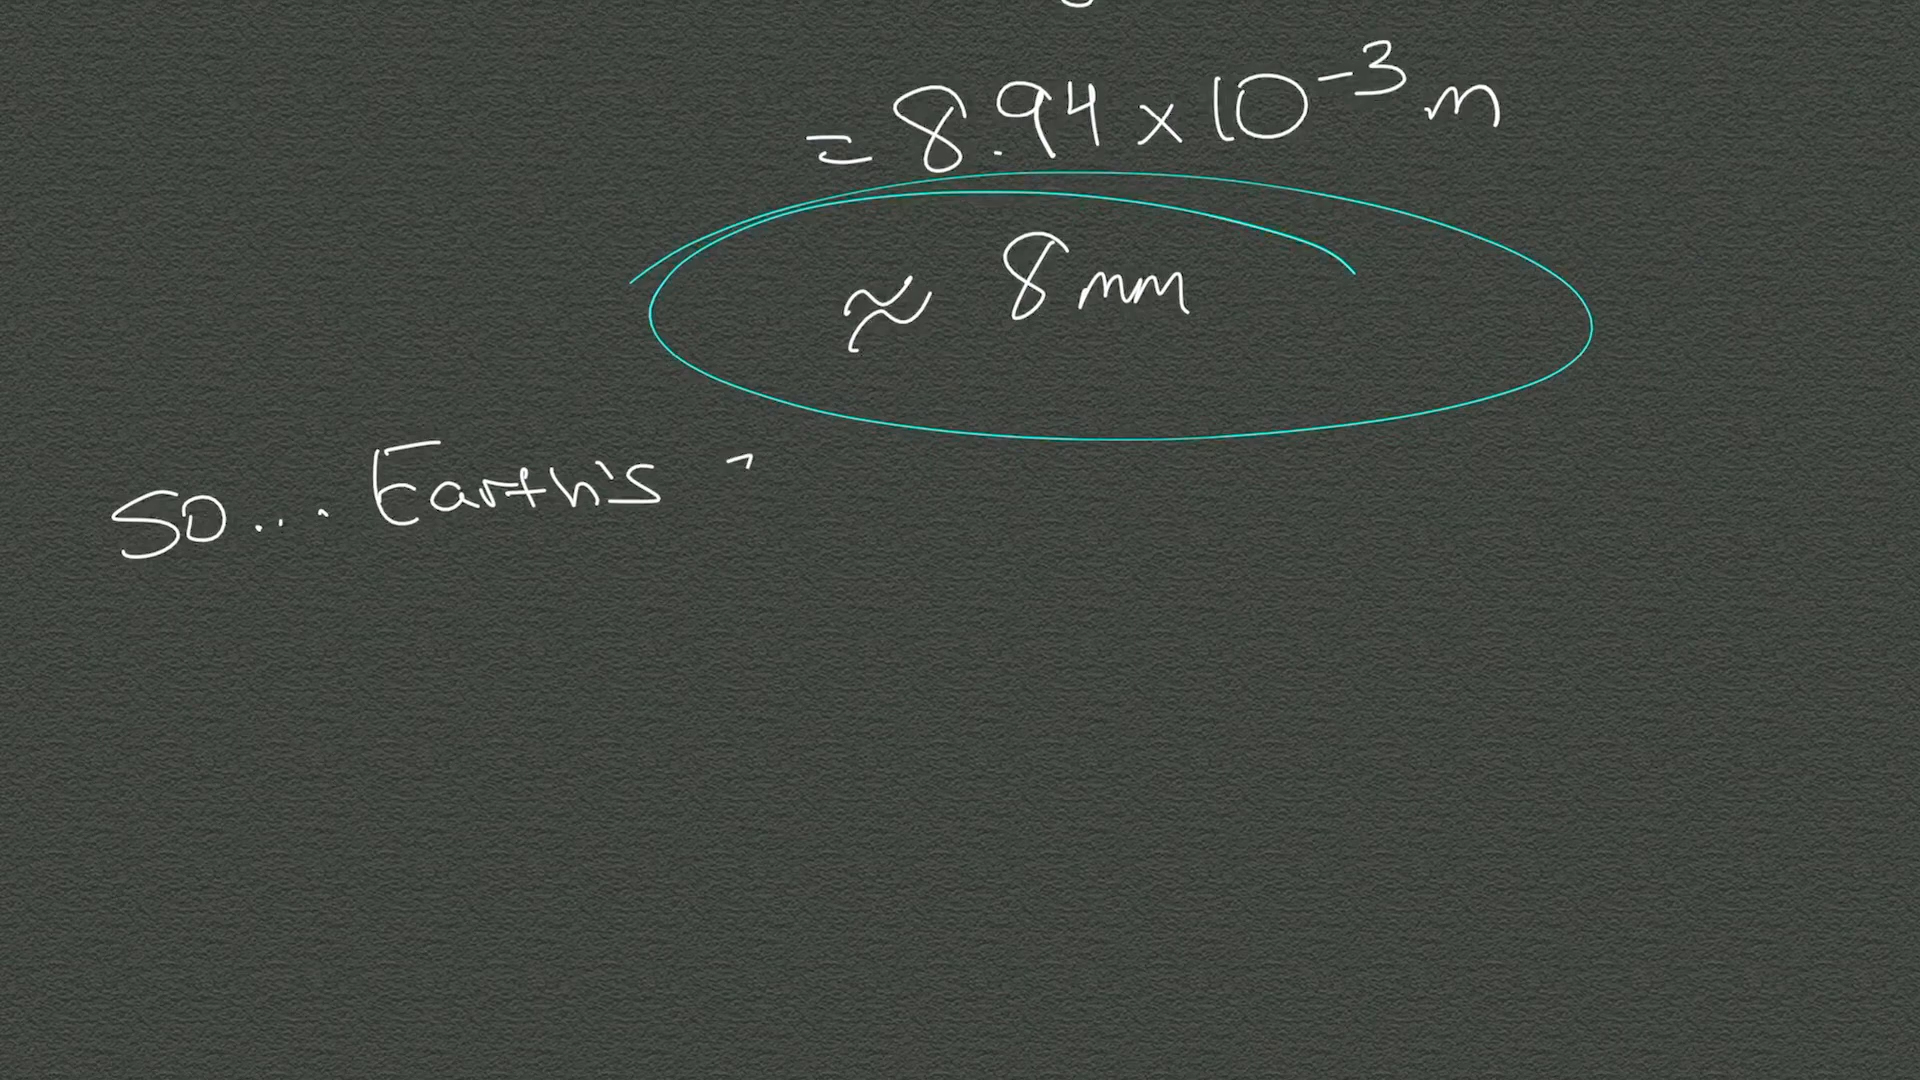 = 8.94 × 10⁻³ m
≈ 8 mm
So... Earth's